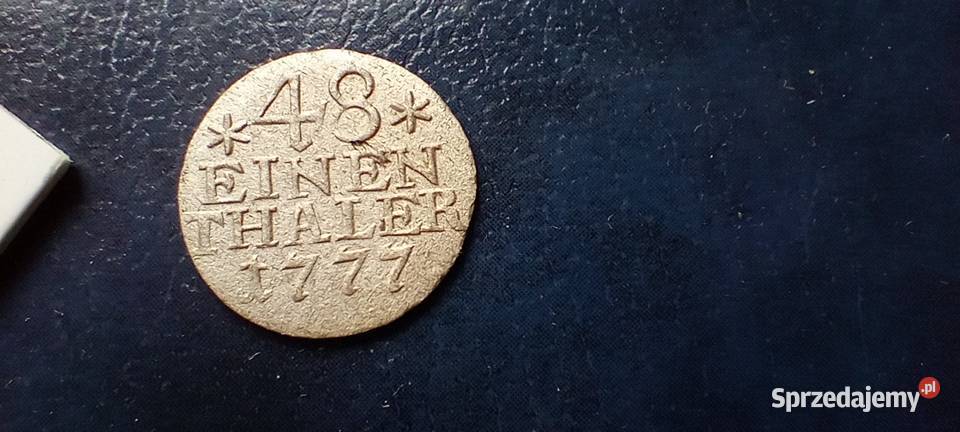 * 48 *
EINEN
THALER
1777
Sprzedajemy.pl